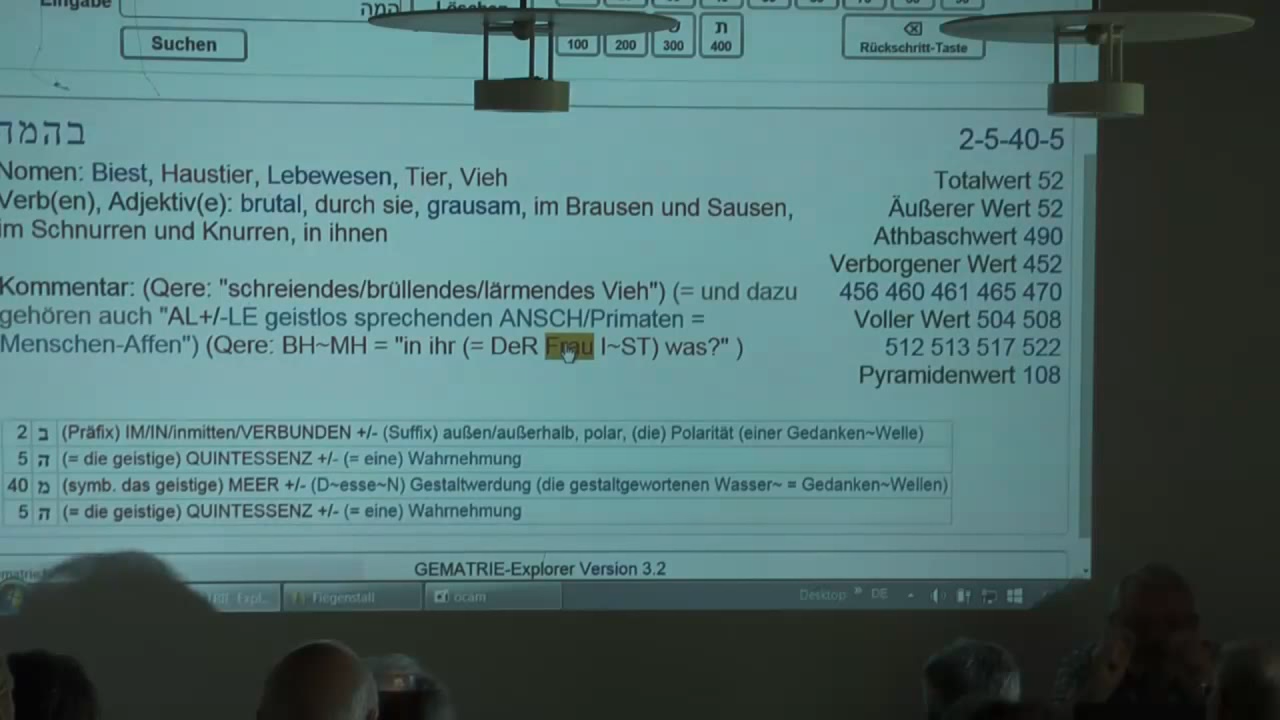 Eingabe
המה
Löschen
Suchen
100 200 300 400
ת
Rückschritt-Taste
בהמה
2-5-40-5
Nomen: Biest, Haustier, Lebewesen, Tier, Vieh
Totalwert 52
Verb(en), Adjektiv(e): brutal, durch sie, grausam, im Brausen und Sausen,
Äußerer Wert 52
im Schnurren und Knurren, in ihnen
Athbaschwert 490
Verborgener Wert 452
Kommentar: (Qere: "schreiendes/brüllendes/lärmendes Vieh") (= und dazu
456 460 461 465 470
gehören auch "AL+/-LE geistlos sprechenden ANSCH/Primaten =
Voller Wert 504 508
Menschen-Affen") (Qere: BH~MH = "in ihr (= DeR Frau I~ST) was?" )
512 513 517 522
Pyramidenwert 108
2 ב (Präfix) IM/IN/inmitten/VERBUNDEN +/- (Suffix) außen/außerhalb, polar, (die) Polarität (einer Gedanken~Welle)
5 ה (= die geistige) QUINTESSENZ +/- (= eine) Wahrnehmung
40 מ (symb. das geistige) MEER +/- (D~esse~N) Gestaltwerdung (die gestaltgewortenen Wasser~ = Gedanken~Wellen)
5 ה (= die geistige) QUINTESSENZ +/- (= eine) Wahrnehmung
GEMATRIE-Explorer Version 3.2
Fiegenstall
ocam
Desktop » DE